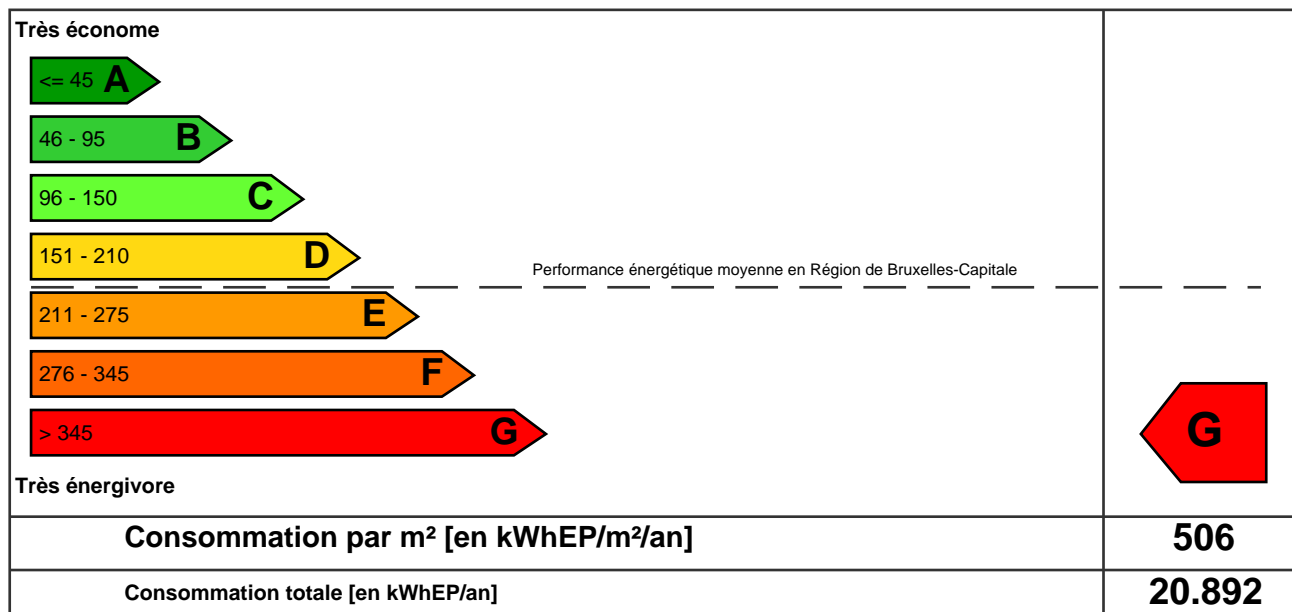 Très économe
<= 45 A
46 - 95 B
96 - 150 C
151 - 210 D
Performance énergétique moyenne en Région de Bruxelles-Capitale
211 - 275 E
276 - 345 F
> 345 G
G
Très énergivore
Consommation par m² [en kWhEP/m²/an] 506
Consommation totale [en kWhEP/an] 20.892